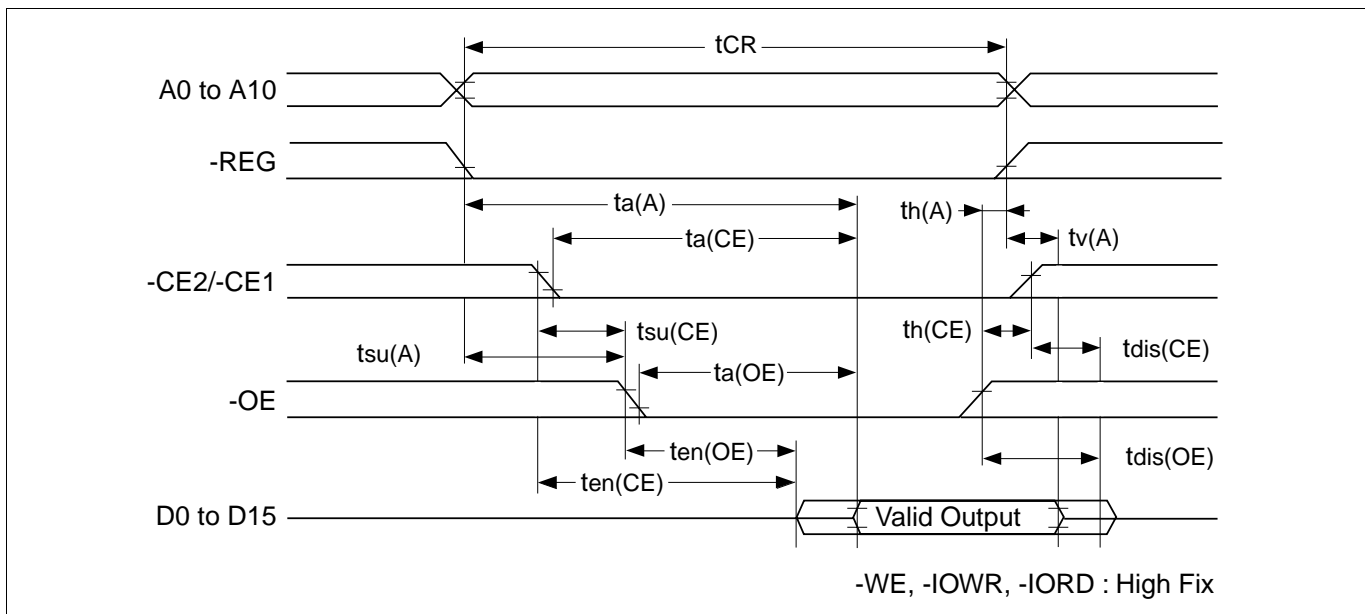 tCR
A0 to A10
-REG
ta(A)
th(A)
ta(CE)
tv(A)
-CE2/-CE1
tsu(CE)
th(CE)
tsu(A)
tdis(CE)
ta(OE)
-OE
ten(OE)
tdis(OE)
ten(CE)
D0 to D15
Valid Output
-WE, -IOWR, -IORD : High Fix